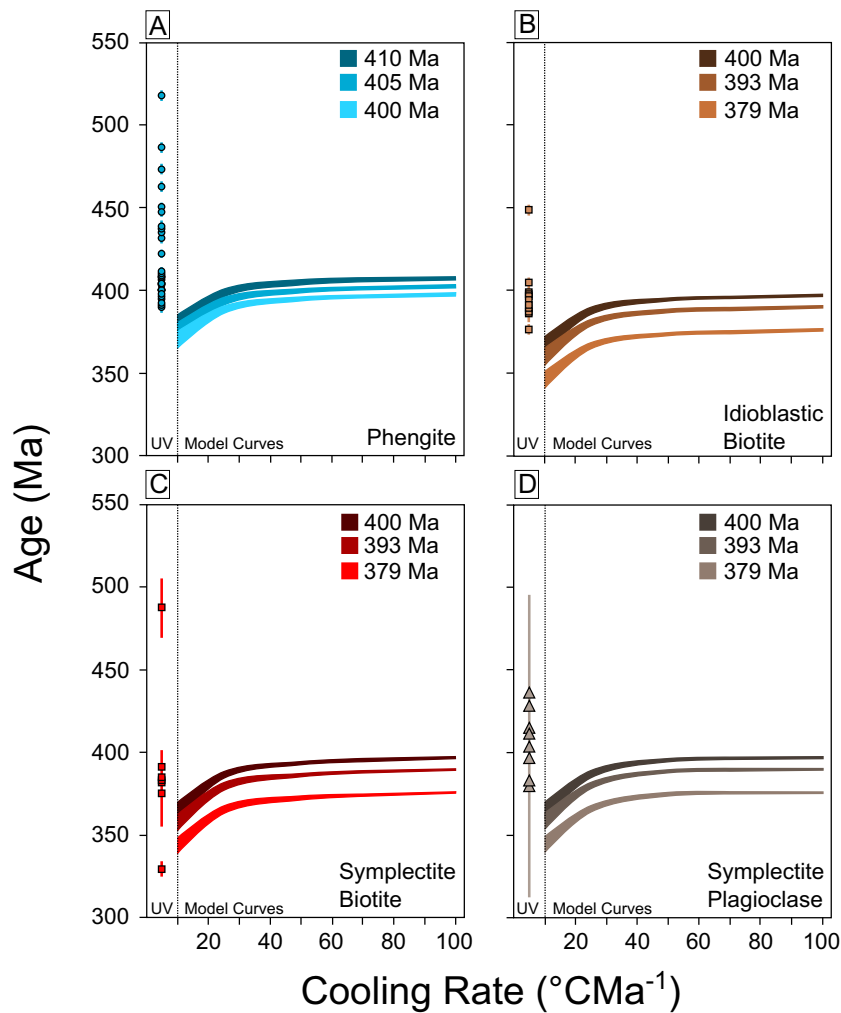 A
B
550
500
450
400
350
300
410 Ma
405 Ma
400 Ma
400 Ma
393 Ma
379 Ma
UV
Model Curves
Phengite
UV
Model Curves
Idioblastic
Biotite
C
D
550
500
450
400
350
300
400 Ma
393 Ma
379 Ma
400 Ma
393 Ma
379 Ma
UV
Model Curves
Symplectite
Biotite
UV
Model Curves
Symplectite
Plagioclase
20 40 60 80 100
20 40 60 80 100
Age (Ma)
Cooling Rate (°CMa⁻¹)